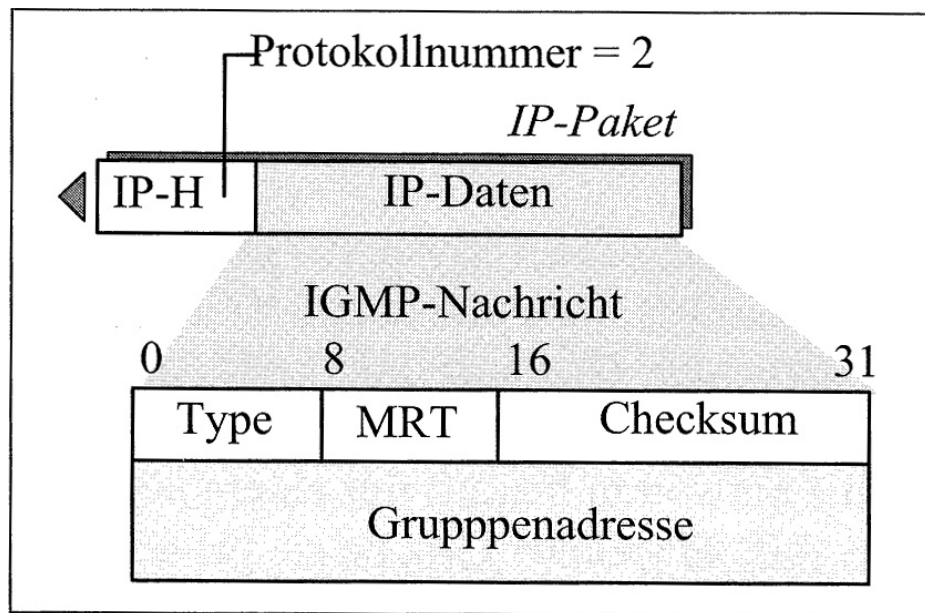 Protokollnummer = 2
IP-Paket
IP-H IP-Daten
IGMP-Nachricht
0 8 16 31
Type MRT Checksum
Grupppenadresse